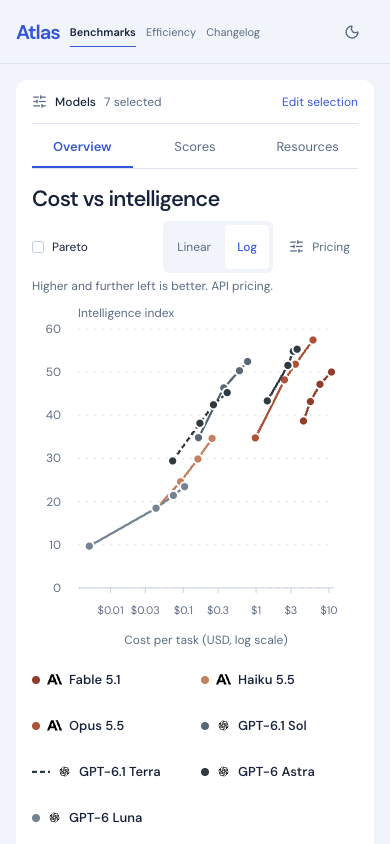 Atlas Benchmarks Efficiency Changelog
Models 7 selected Edit selection
Overview Scores Resources
Cost vs intelligence
Pareto Linear Log Pricing
Higher and further left is better. API pricing.
Intelligence index
60
50
40
30
20
10
0
$0.01 $0.03 $0.1 $0.3 $1 $3 $10
Cost per task (USD, log scale)
Fable 5.1 Haiku 5.5
Opus 5.5 GPT-6.1 Sol
GPT-6.1 Terra GPT-6 Astra
GPT-6 Luna